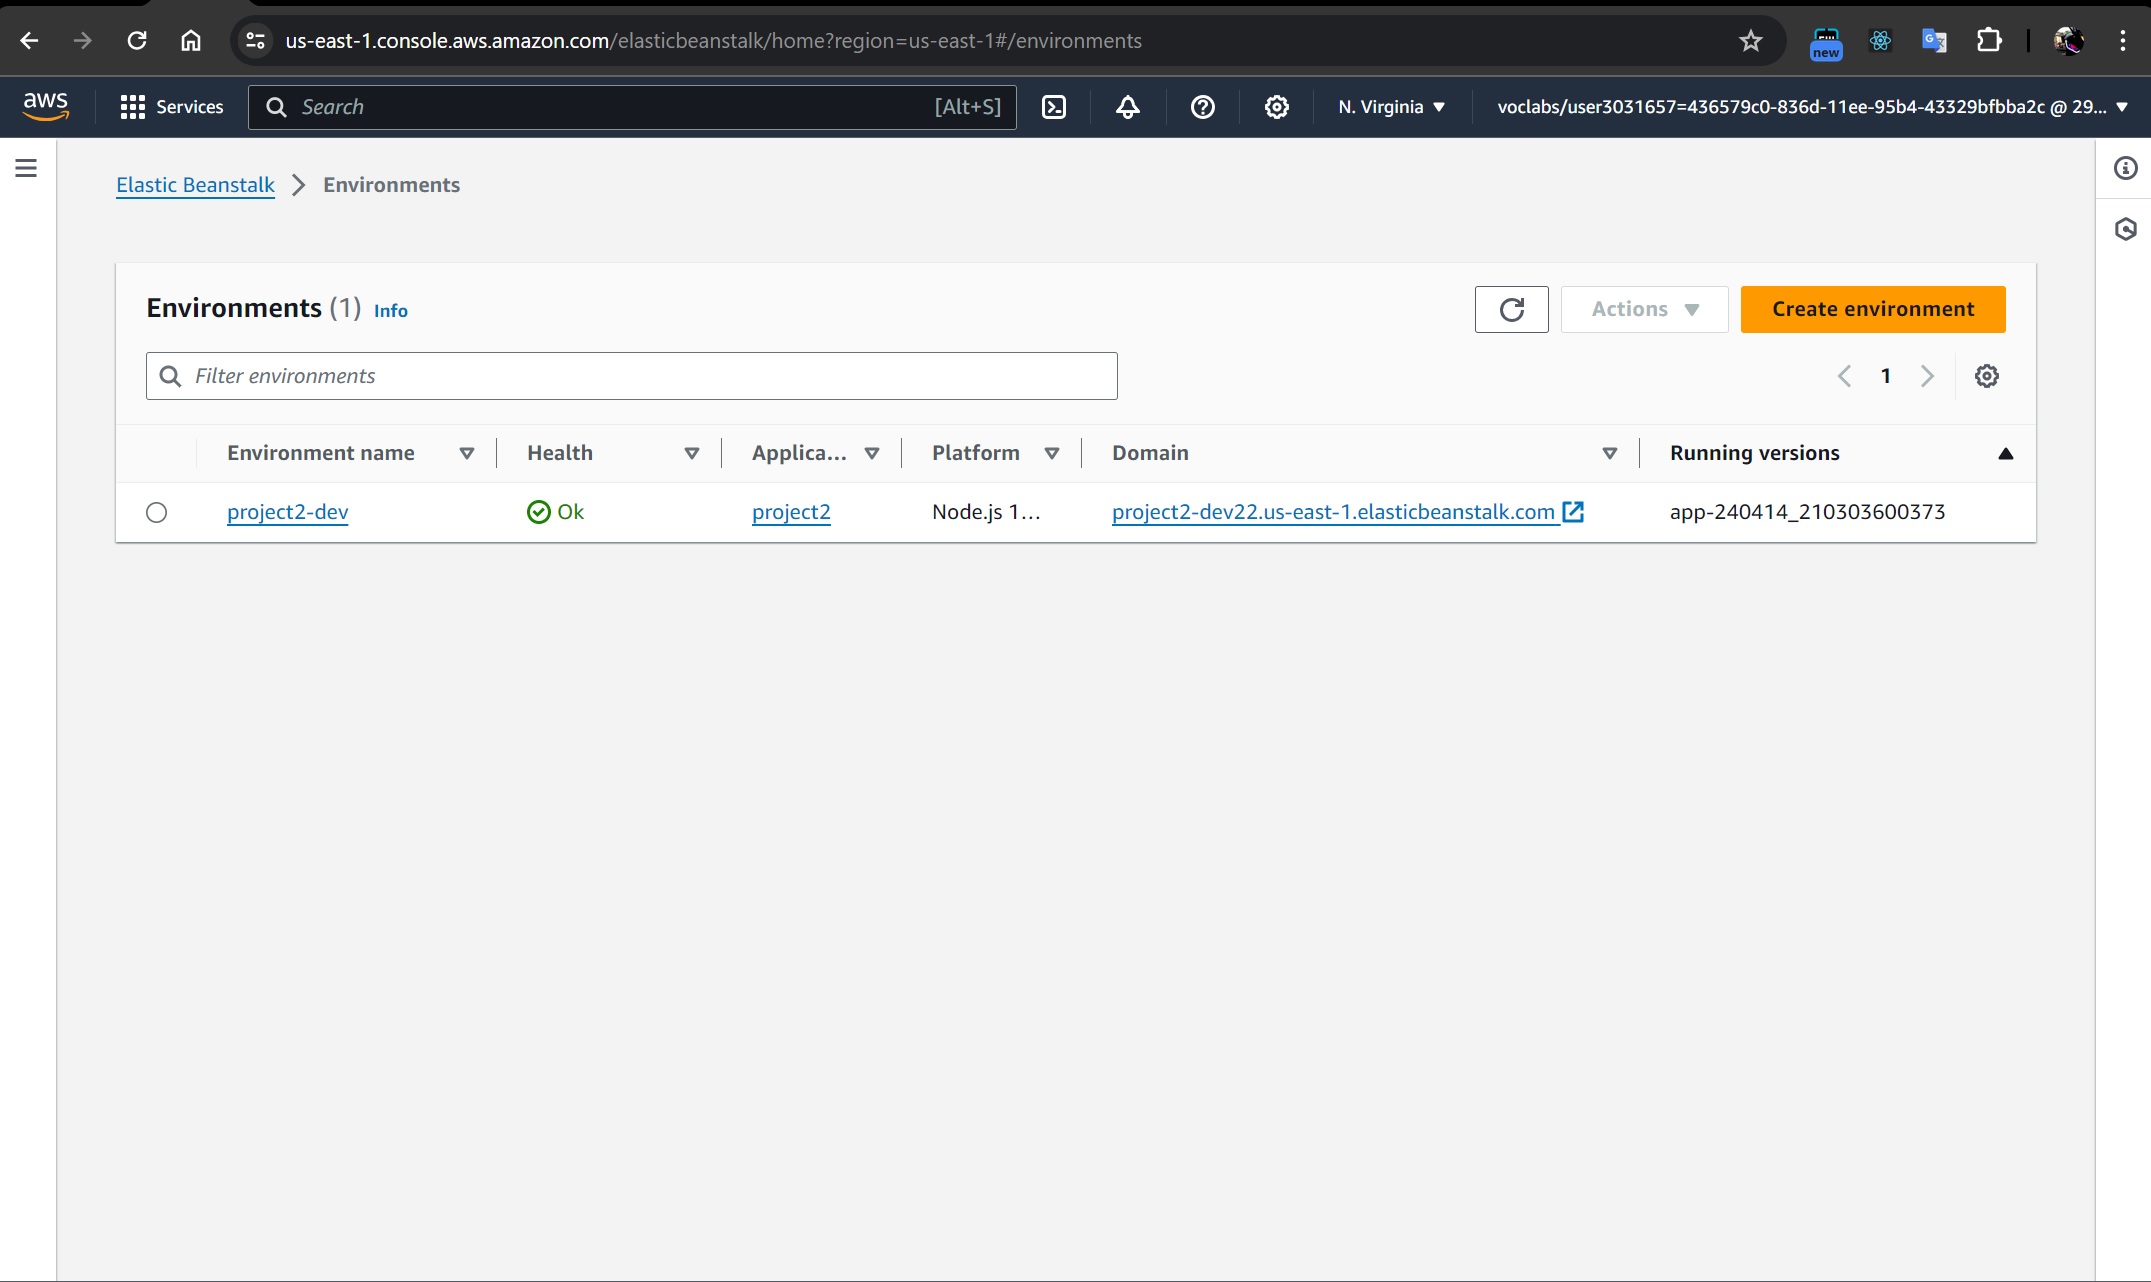 us-east-1.console.aws.amazon.com/elasticbeanstalk/home?region=us-east-1#/environments
new
aws Services Search [Alt+S] N. Virginia voclabs/user3031657=436579c0-836d-11ee-95b4-43329bfbba2c @ 29...
Elastic Beanstalk Environments
Environments (1) Info Actions Create environment
Filter environments 1
Environment name Health Applica... Platform Domain Running versions
project2-dev Ok project2 Node.js 1... project2-dev22.us-east-1.elasticbeanstalk.com app-240414_210303600373